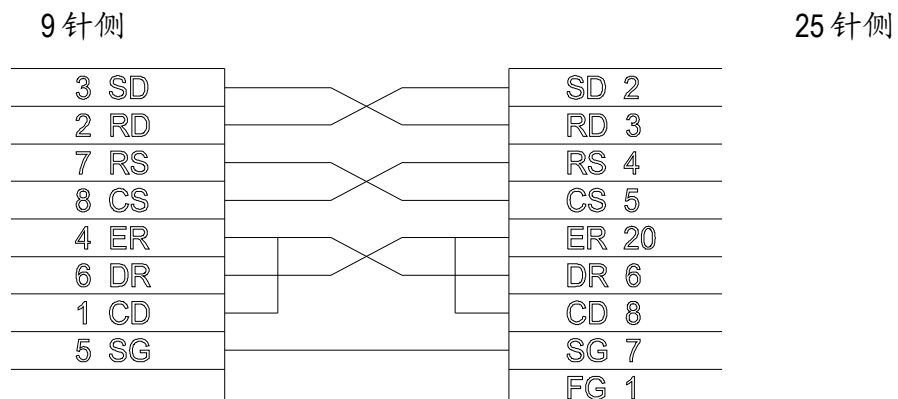 9针侧 25针侧
3 SD SD 2
2 RD RD 3
7 RS RS 4
8 CS CS 5
4 ER ER 20
6 DR DR 6
1 CD CD 8
5 SG SG 7
FG 1